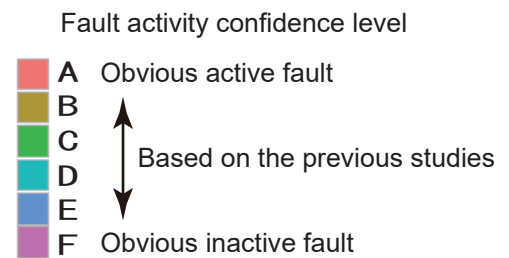 Fault activity confidence level
A Obvious active fault
B
C
Based on the previous studies
D
E
F Obvious inactive fault